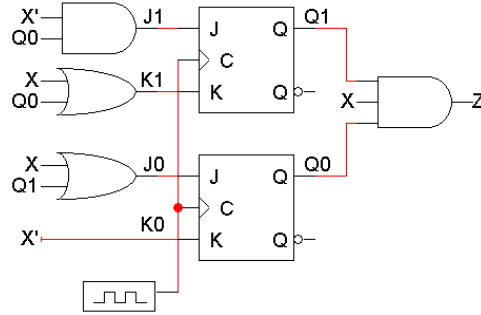 X' J1 Q1
Q0 J Q
C
X K1 K Q X Z
Q0
X J0 Q0
Q1 J Q
C
X' K0 K Q